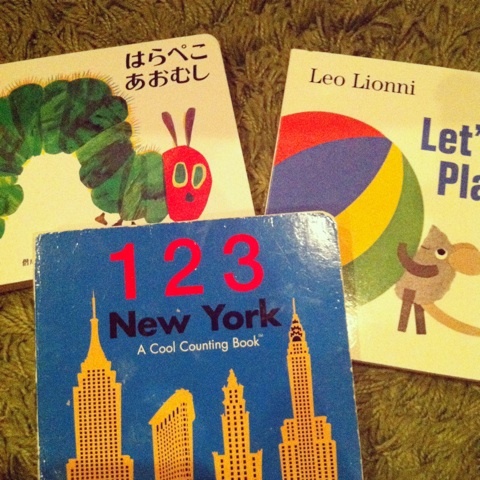 はらぺこ
あおむし
Leo Lionni
Let'
Pla
1 2 3
New York
A Cool Counting Book™